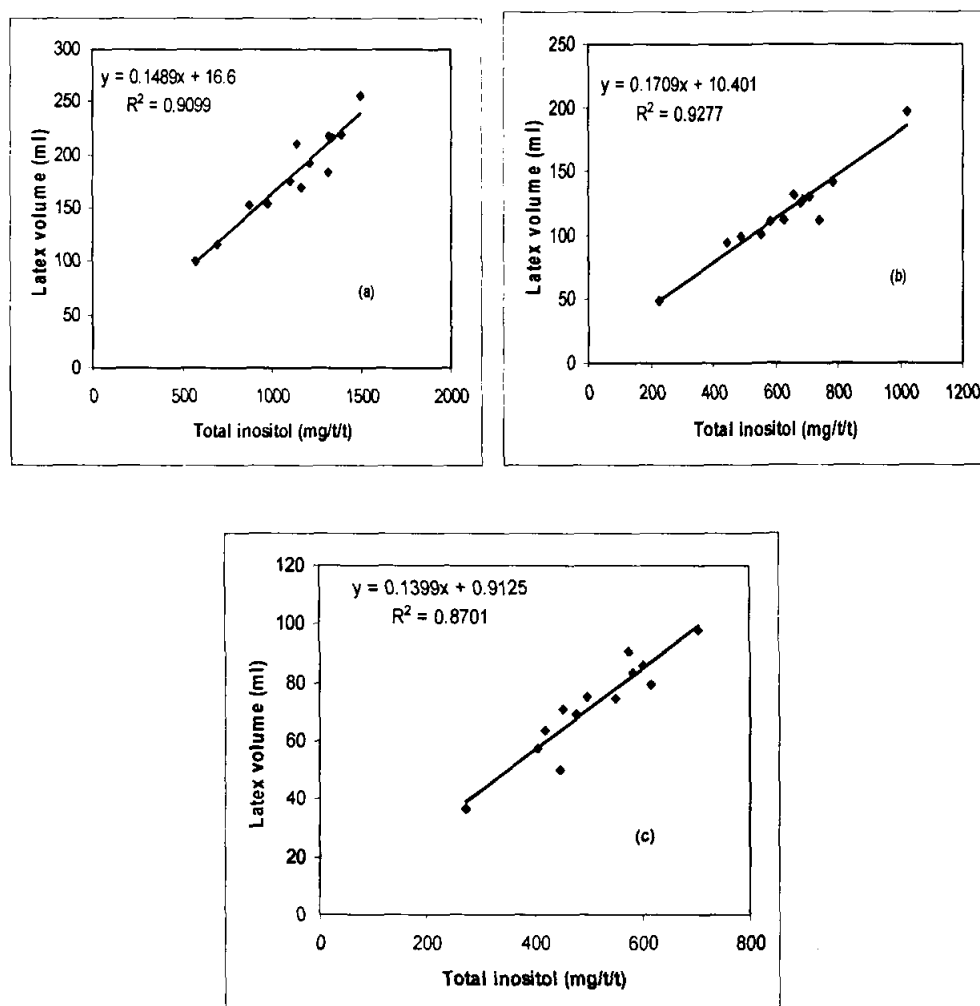 300
250
200
150
100
50
0
Latex volume (ml)
y = 0.1489x + 16.6
R² = 0.9099
(a)
0 500 1000 1500 2000
Total inositol (mg/t/t)
250
200
150
100
50
0
Latex volume (ml)
y = 0.1709x + 10.401
R² = 0.9277
(b)
0 200 400 600 800 1000 1200
Total inositol (mg/t/t)
120
100
80
60
40
20
0
Latex volume (ml)
y = 0.1399x + 0.9125
R² = 0.8701
(c)
0 200 400 600 800
Total inositol (mg/t/t)